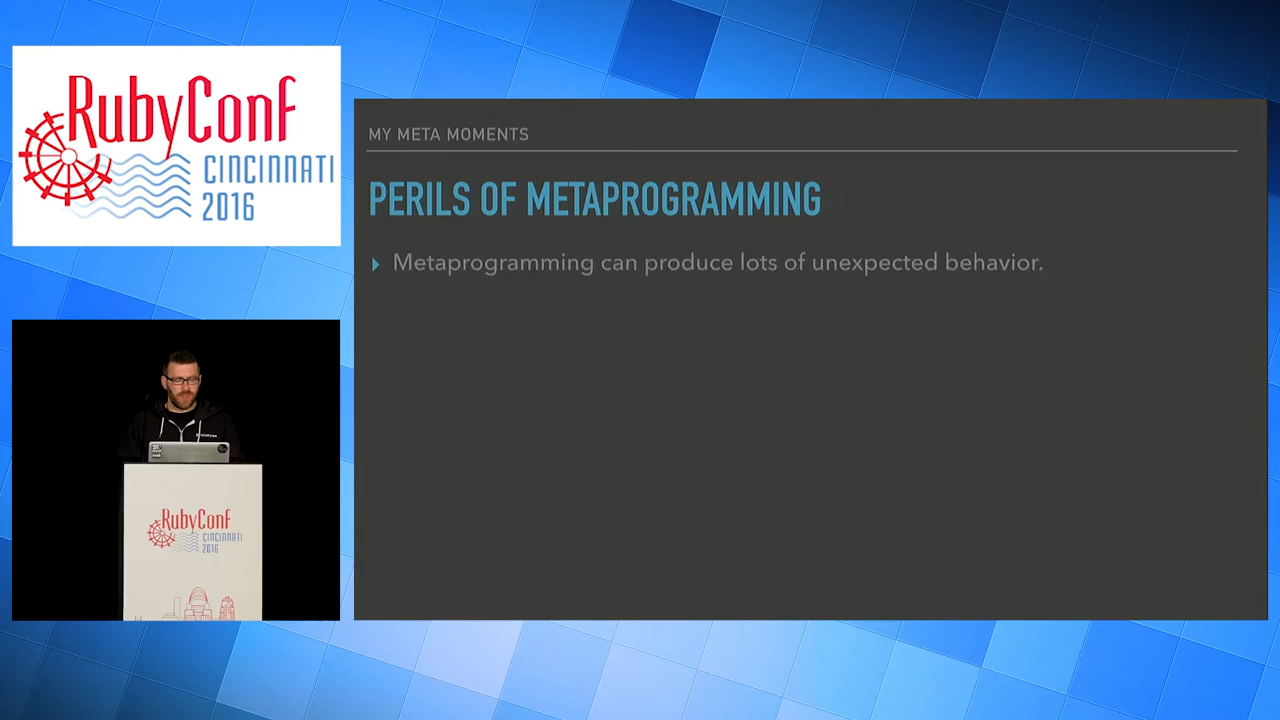 RubyConf
CINCINNATI
2016
MY META MOMENTS
PERILS OF METAPROGRAMMING
Metaprogramming can produce lots of unexpected behavior.
RubyConf
CINCINNATI
2016